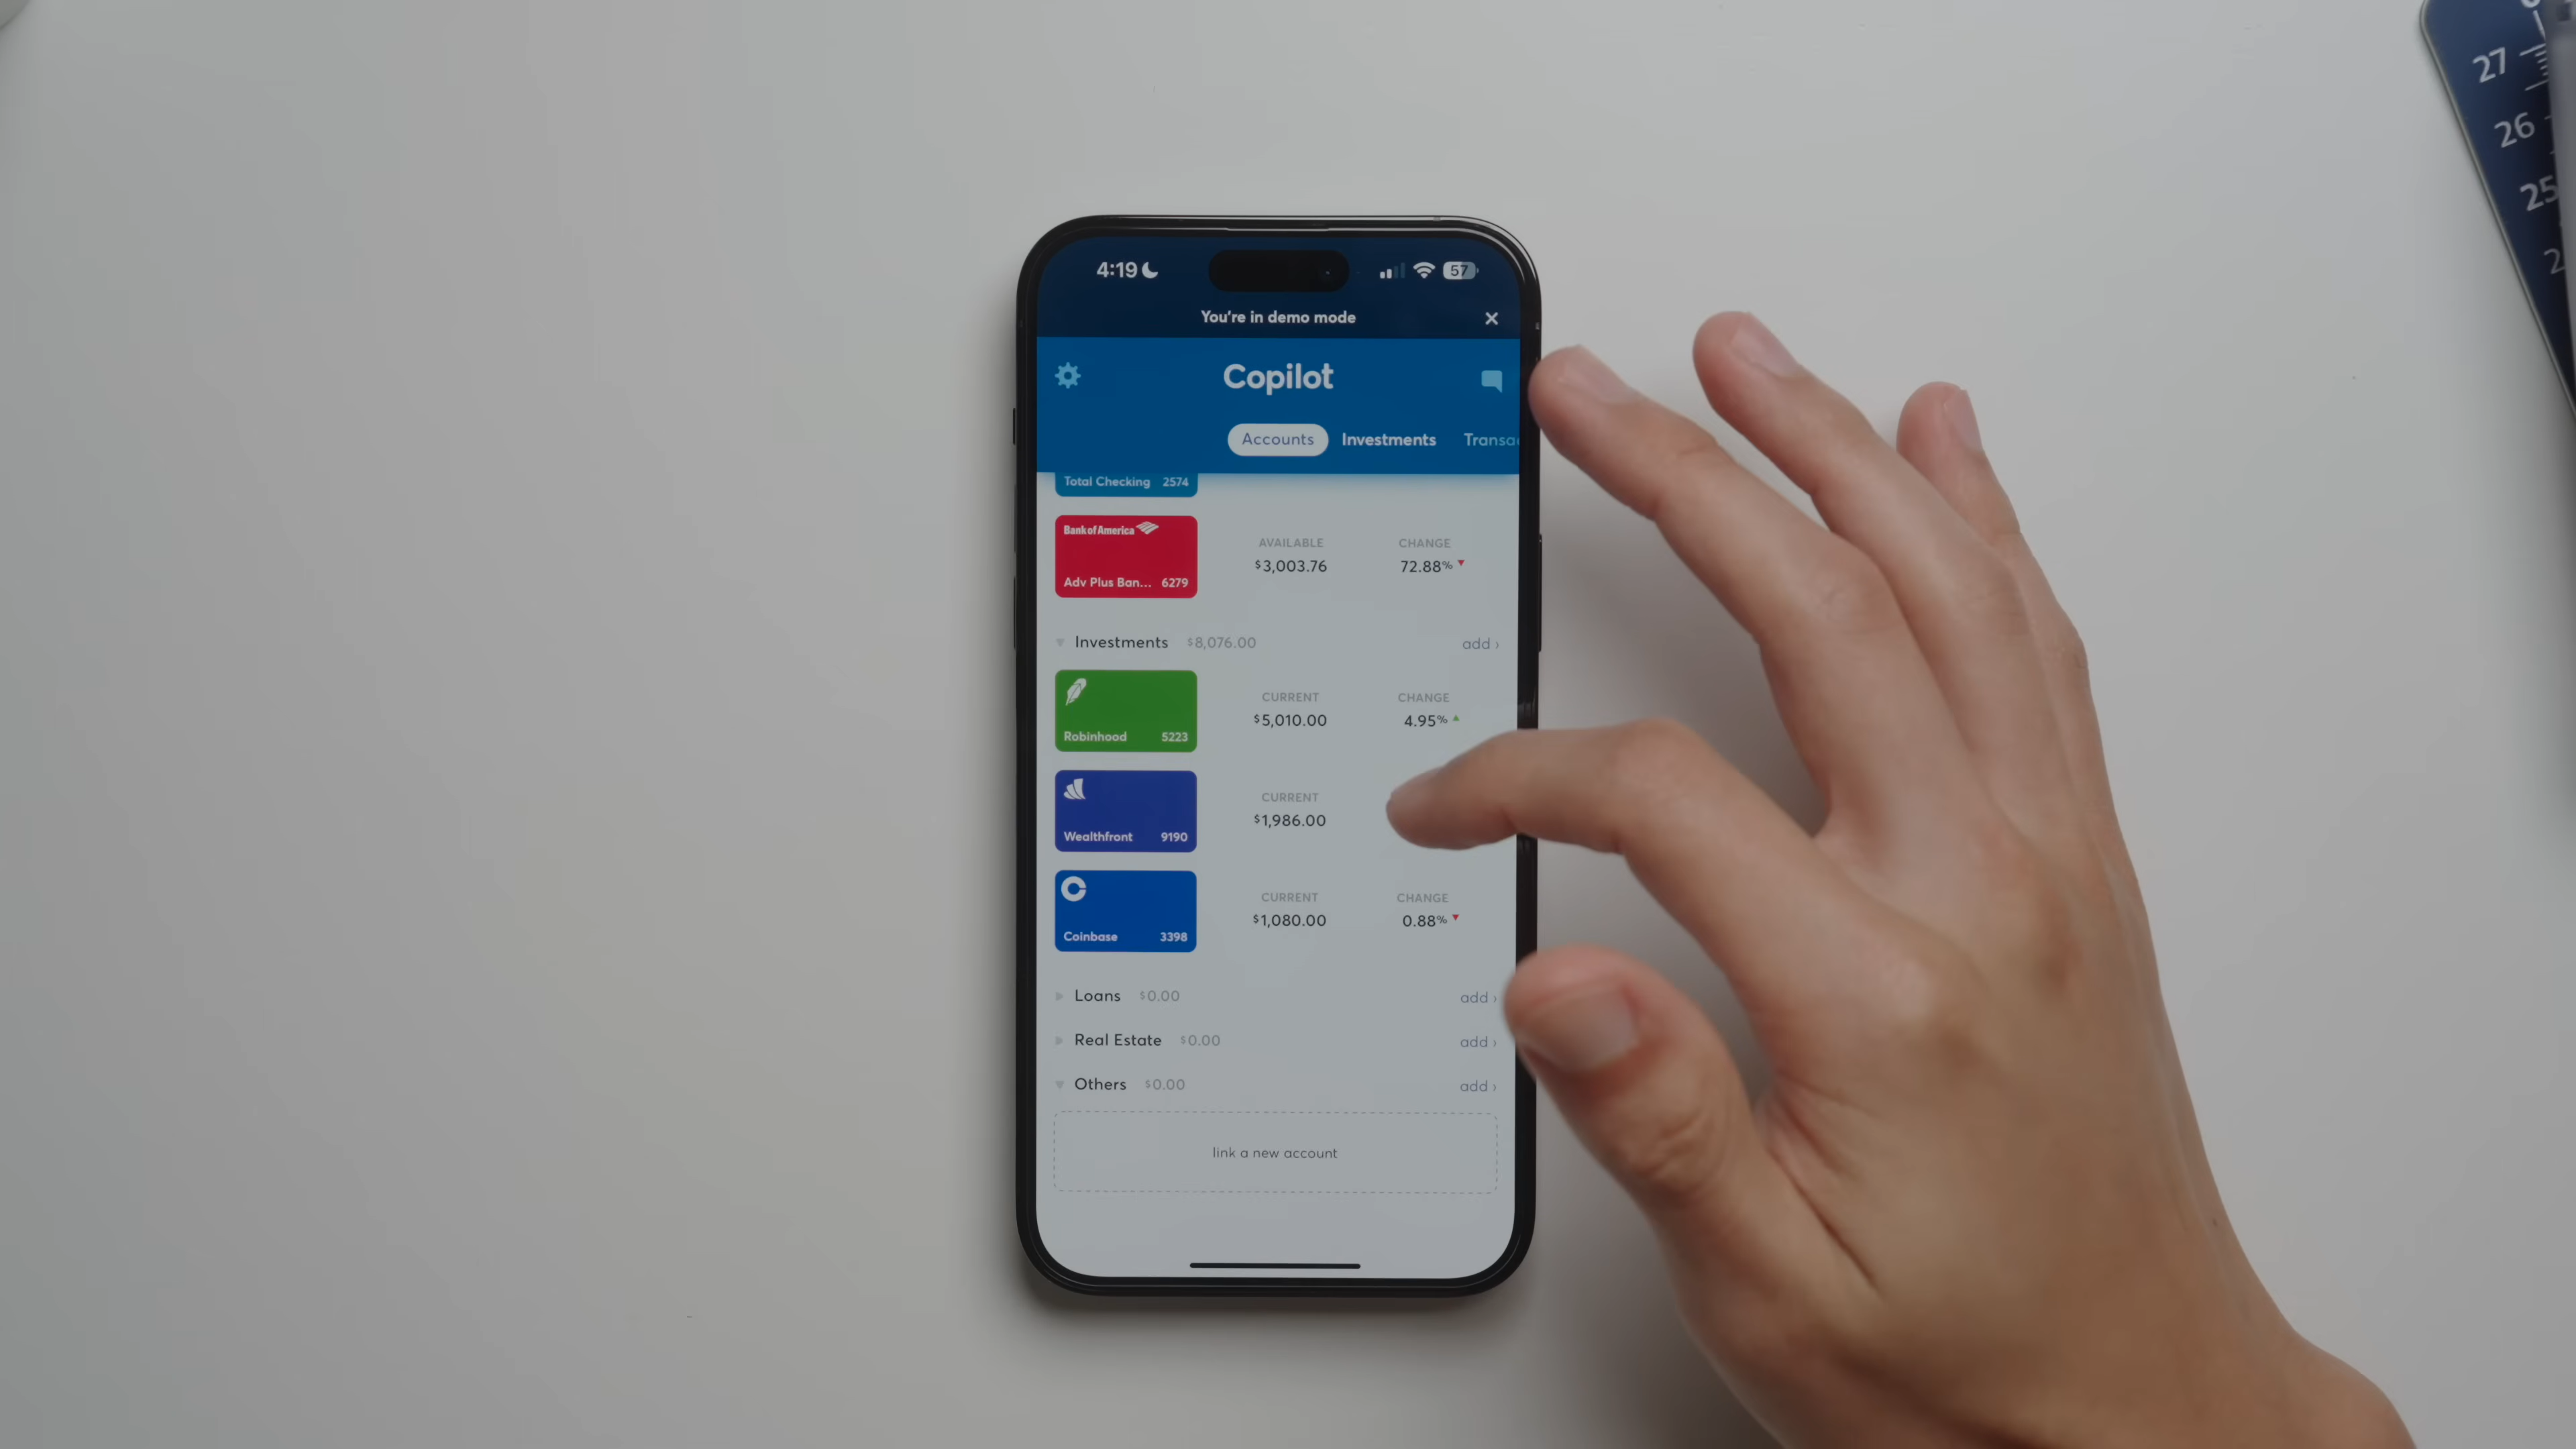 4:19
57
You're in demo mode
Copilot
Accounts Investments Transac
Total Checking 2574
Bank of America
Adv Plus Ban... 6279
AVAILABLE
$3,003.76
CHANGE
72.88%
Investments $8,076.00 add ›
Robinhood 5223
CURRENT
$5,010.00
CHANGE
4.95%
Wealthfront 9190
CURRENT
$1,986.00
Coinbase 3398
CURRENT
$1,080.00
CHANGE
0.88%
Loans $0.00 add ›
Real Estate $0.00 add ›
Others $0.00 add ›
link a new account
27
26
25
2